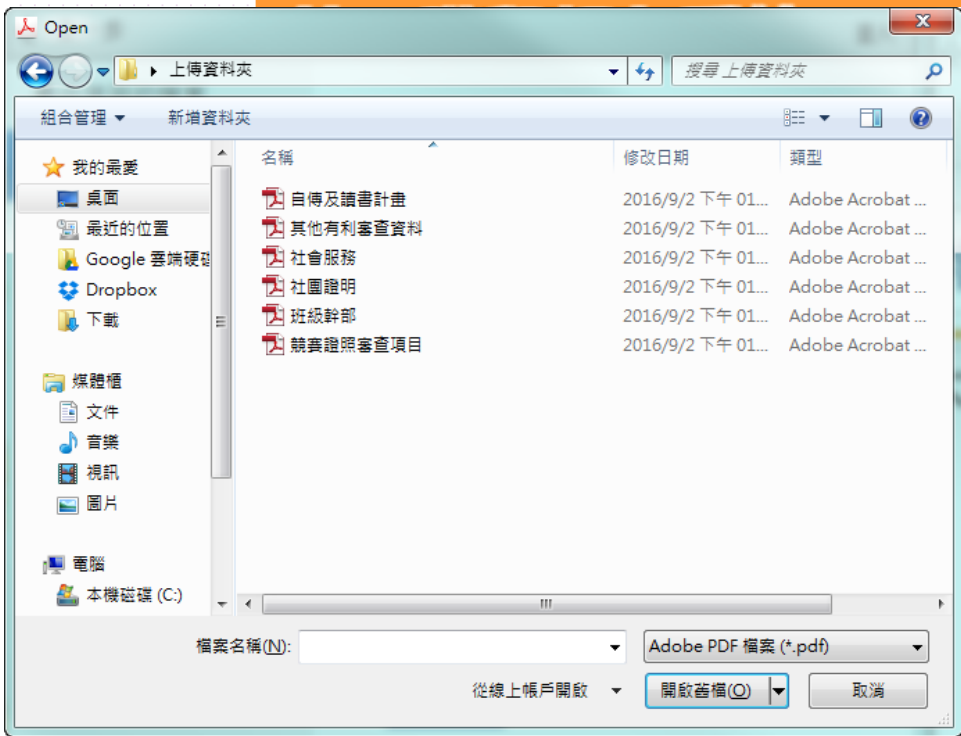 Open
上傳資料夾
搜尋 上傳資料夾
組合管理 新增資料夾
名稱 修改日期 類型
我的最愛
桌面
最近的位置
Google 雲端硬碟
Dropbox
下載
媒體櫃
文件
音樂
視訊
圖片
電腦
本機磁碟 (C:)
自傳及讀書計畫 2016/9/2 下午 01... Adobe Acrobat ...
其他有利審查資料 2016/9/2 下午 01... Adobe Acrobat ...
社會服務 2016/9/2 下午 01... Adobe Acrobat ...
社團證明 2016/9/2 下午 01... Adobe Acrobat ...
班級幹部 2016/9/2 下午 01... Adobe Acrobat ...
競賽證照審查項目 2016/9/2 下午 01... Adobe Acrobat ...
檔案名稱(N):
Adobe PDF 檔案 (*.pdf)
從線上帳戶開啟
開啟舊檔(O)
取消